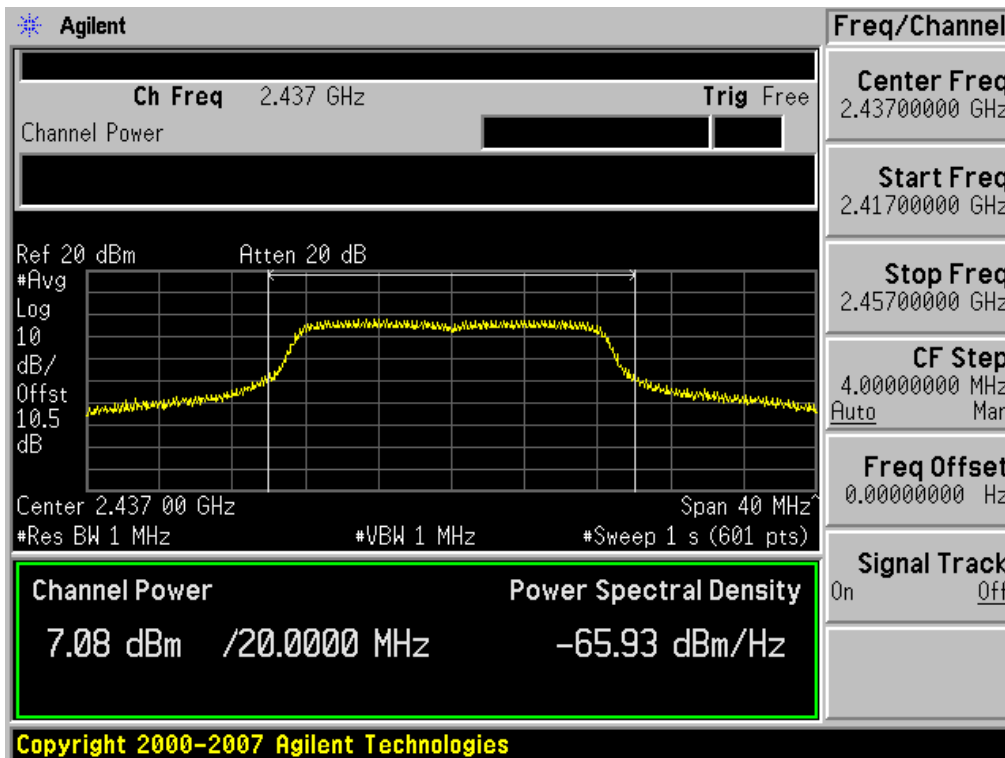 Agilent
Freq/Channel
Ch Freq 2.437 GHz Trig Free
Channel Power
Center Freq
2.43700000 GHz
Start Freq
2.41700000 GHz
Stop Freq
2.45700000 GHz
CF Step
4.00000000 MHz
Auto Man
Freq Offset
0.00000000 Hz
Signal Track
On Off
Ref 20 dBm Atten 20 dB
#Avg
Log
10
dB/
Offst
10.5
dB
Center 2.437 00 GHz Span 40 MHz^
#Res BW 1 MHz #VBW 1 MHz #Sweep 1 s (601 pts)
Channel Power Power Spectral Density
7.08 dBm /20.0000 MHz -65.93 dBm/Hz
Copyright 2000-2007 Agilent Technologies